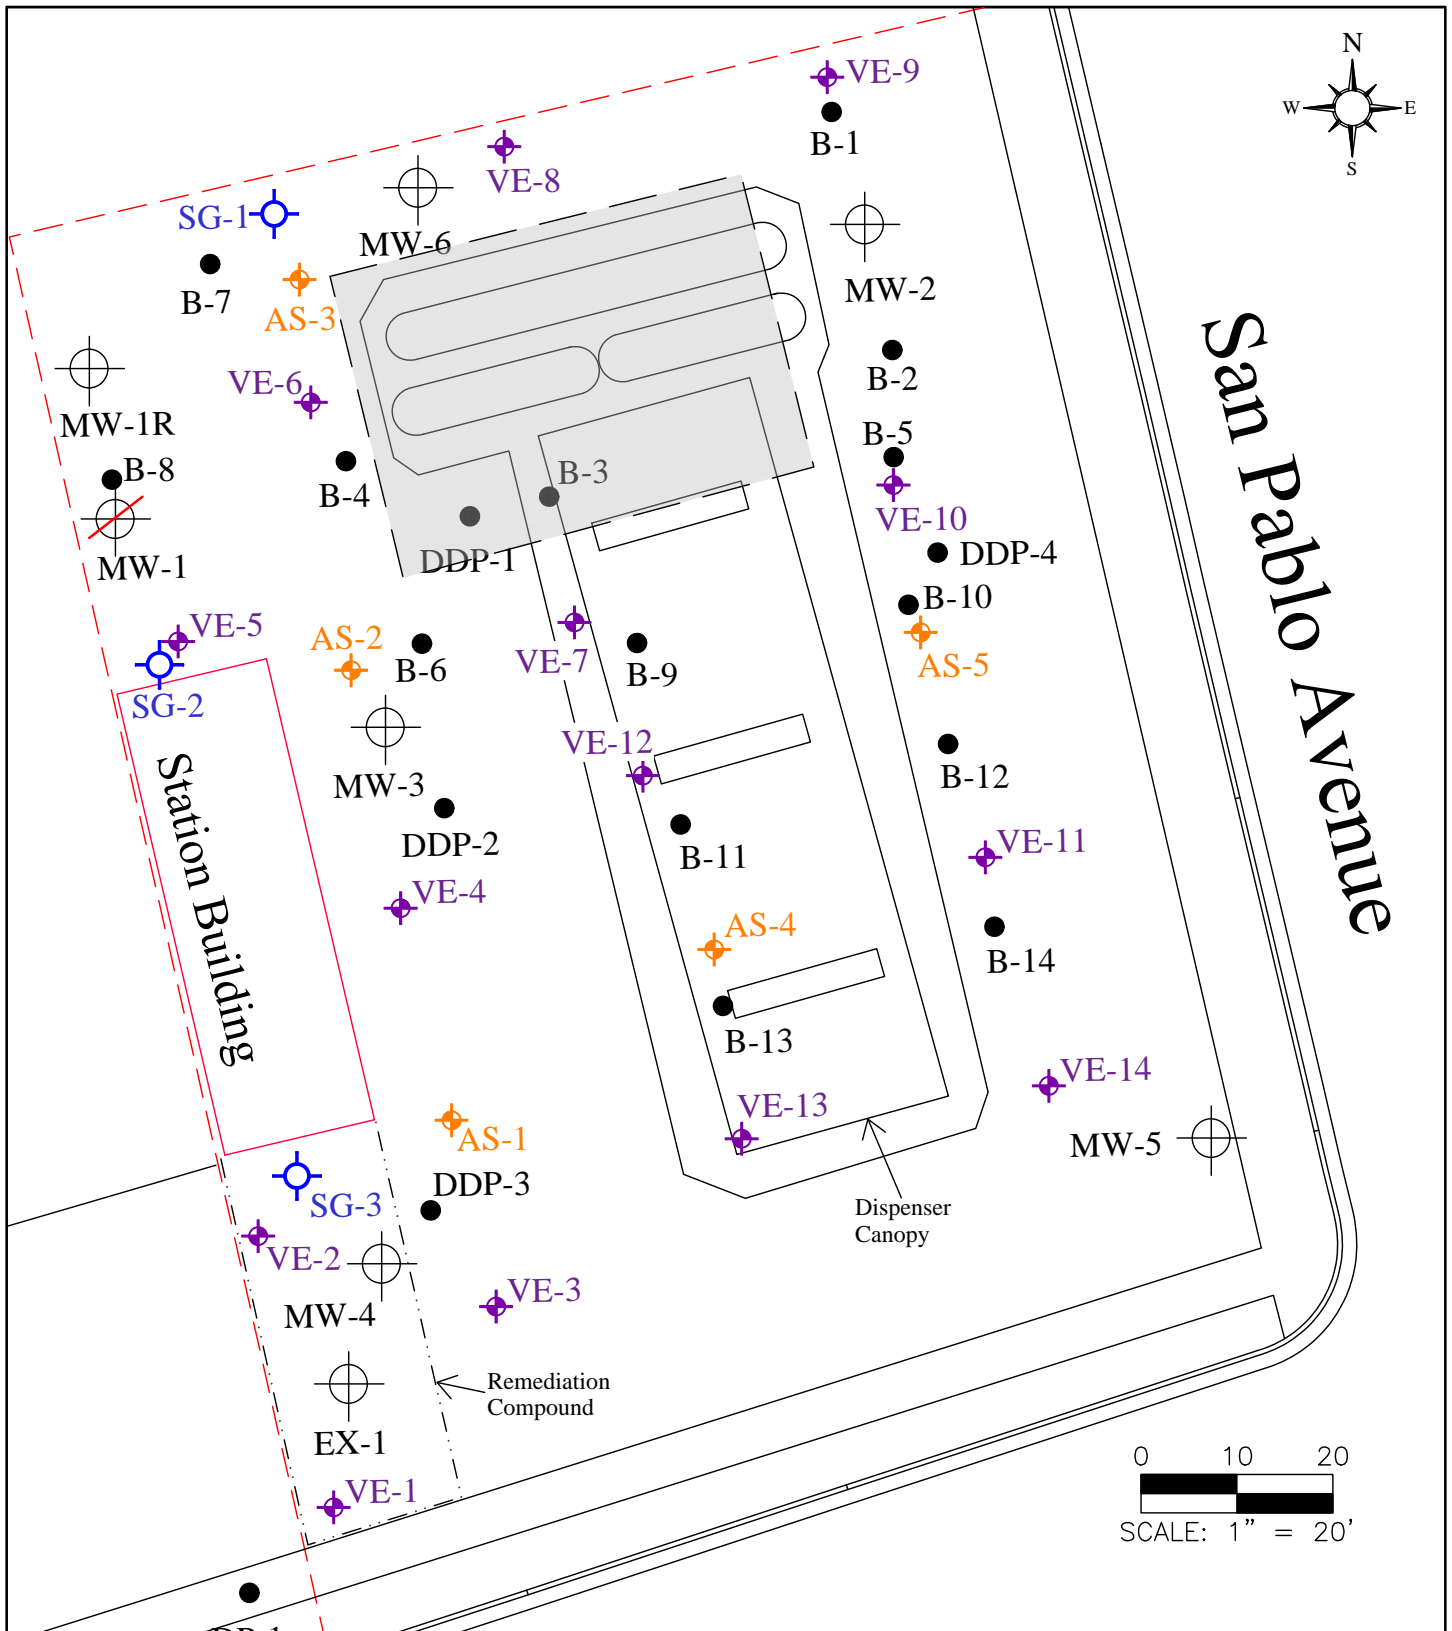 N
W
E
S
VE-9
B-1
VE-8
SG-1
MW-6
MW-2
B-7
AS-3
VE-6
B-2
MW-1R
B-8
B-4
B-3
B-5
VE-10
MW-1
DDP-1
DDP-4
B-10
San Pablo Avenue
VE-5
AS-2
B-6
VE-7
B-9
AS-5
SG-2
VE-12
MW-3
B-12
Station Building
DDP-2
B-11
VE-11
VE-4
AS-4
B-14
B-13
VE-14
VE-13
AS-1
MW-5
DDP-3
SG-3
Dispenser
Canopy
VE-2
VE-3
MW-4
Remediation
Compound
EX-1
VE-1
0 10 20
SCALE: 1" = 20'